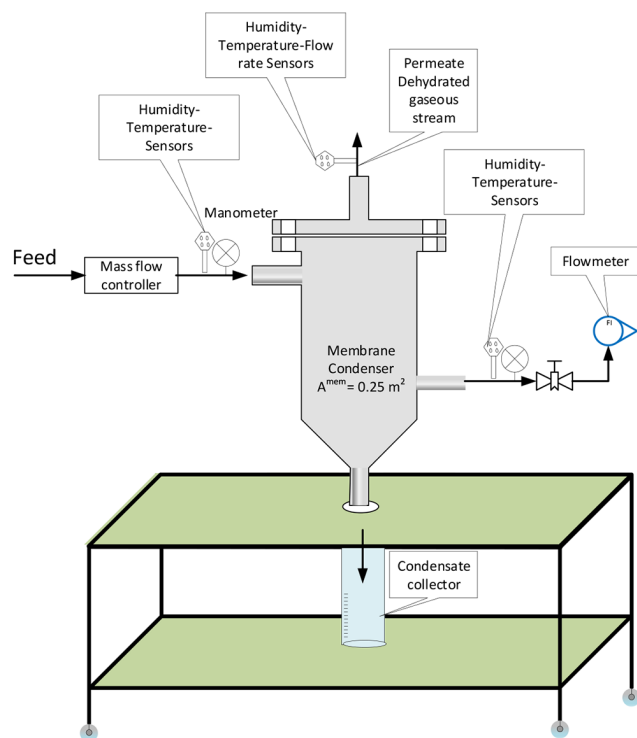 Humidity-
Temperature-Flow
rate Sensors
Permeate
Dehydrated
gaseous
stream
Humidity-
Temperature-
Sensors
Humidity-
Temperature-
Sensors
Manometer
Feed
Mass flow
controller
Flowmeter
FI
Membrane
Condenser
A^mem = 0.25 m²
Condensate
collector